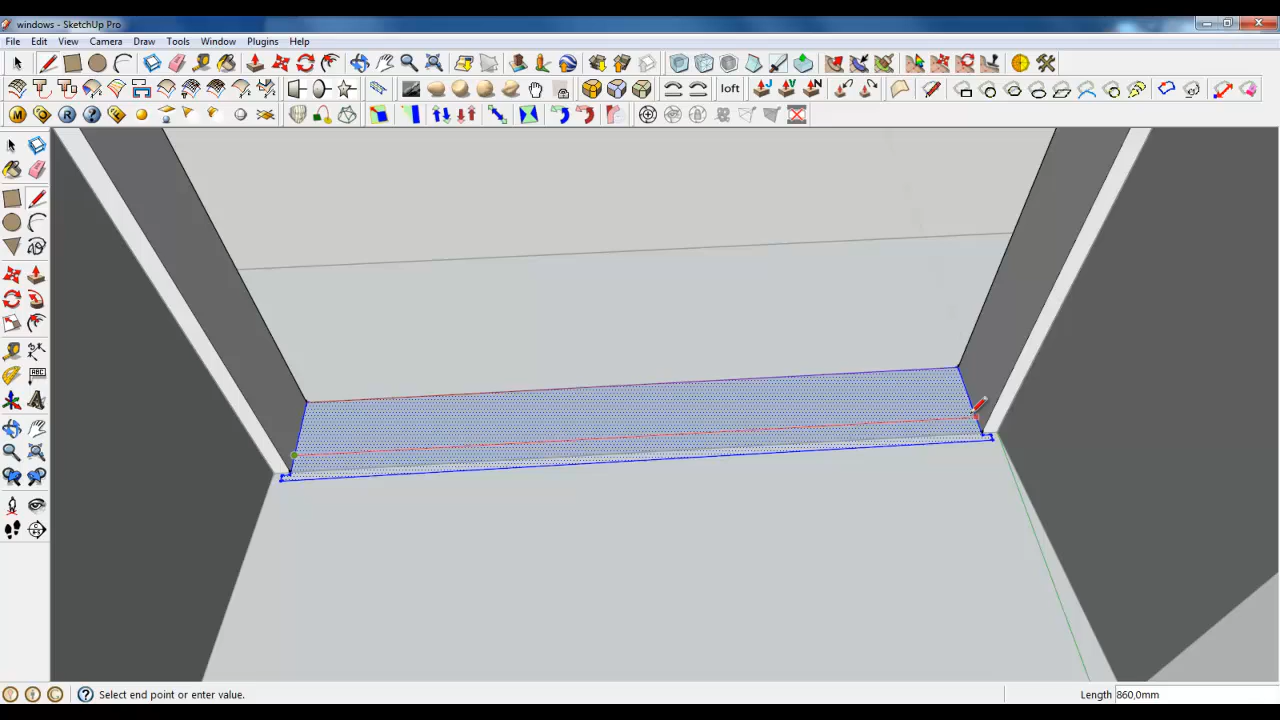 windows - SketchUp Pro
File Edit View Camera Draw Tools Window Plugins Help
loft
M R ?
ABC
Select end point or enter value.
Length 860,0mm